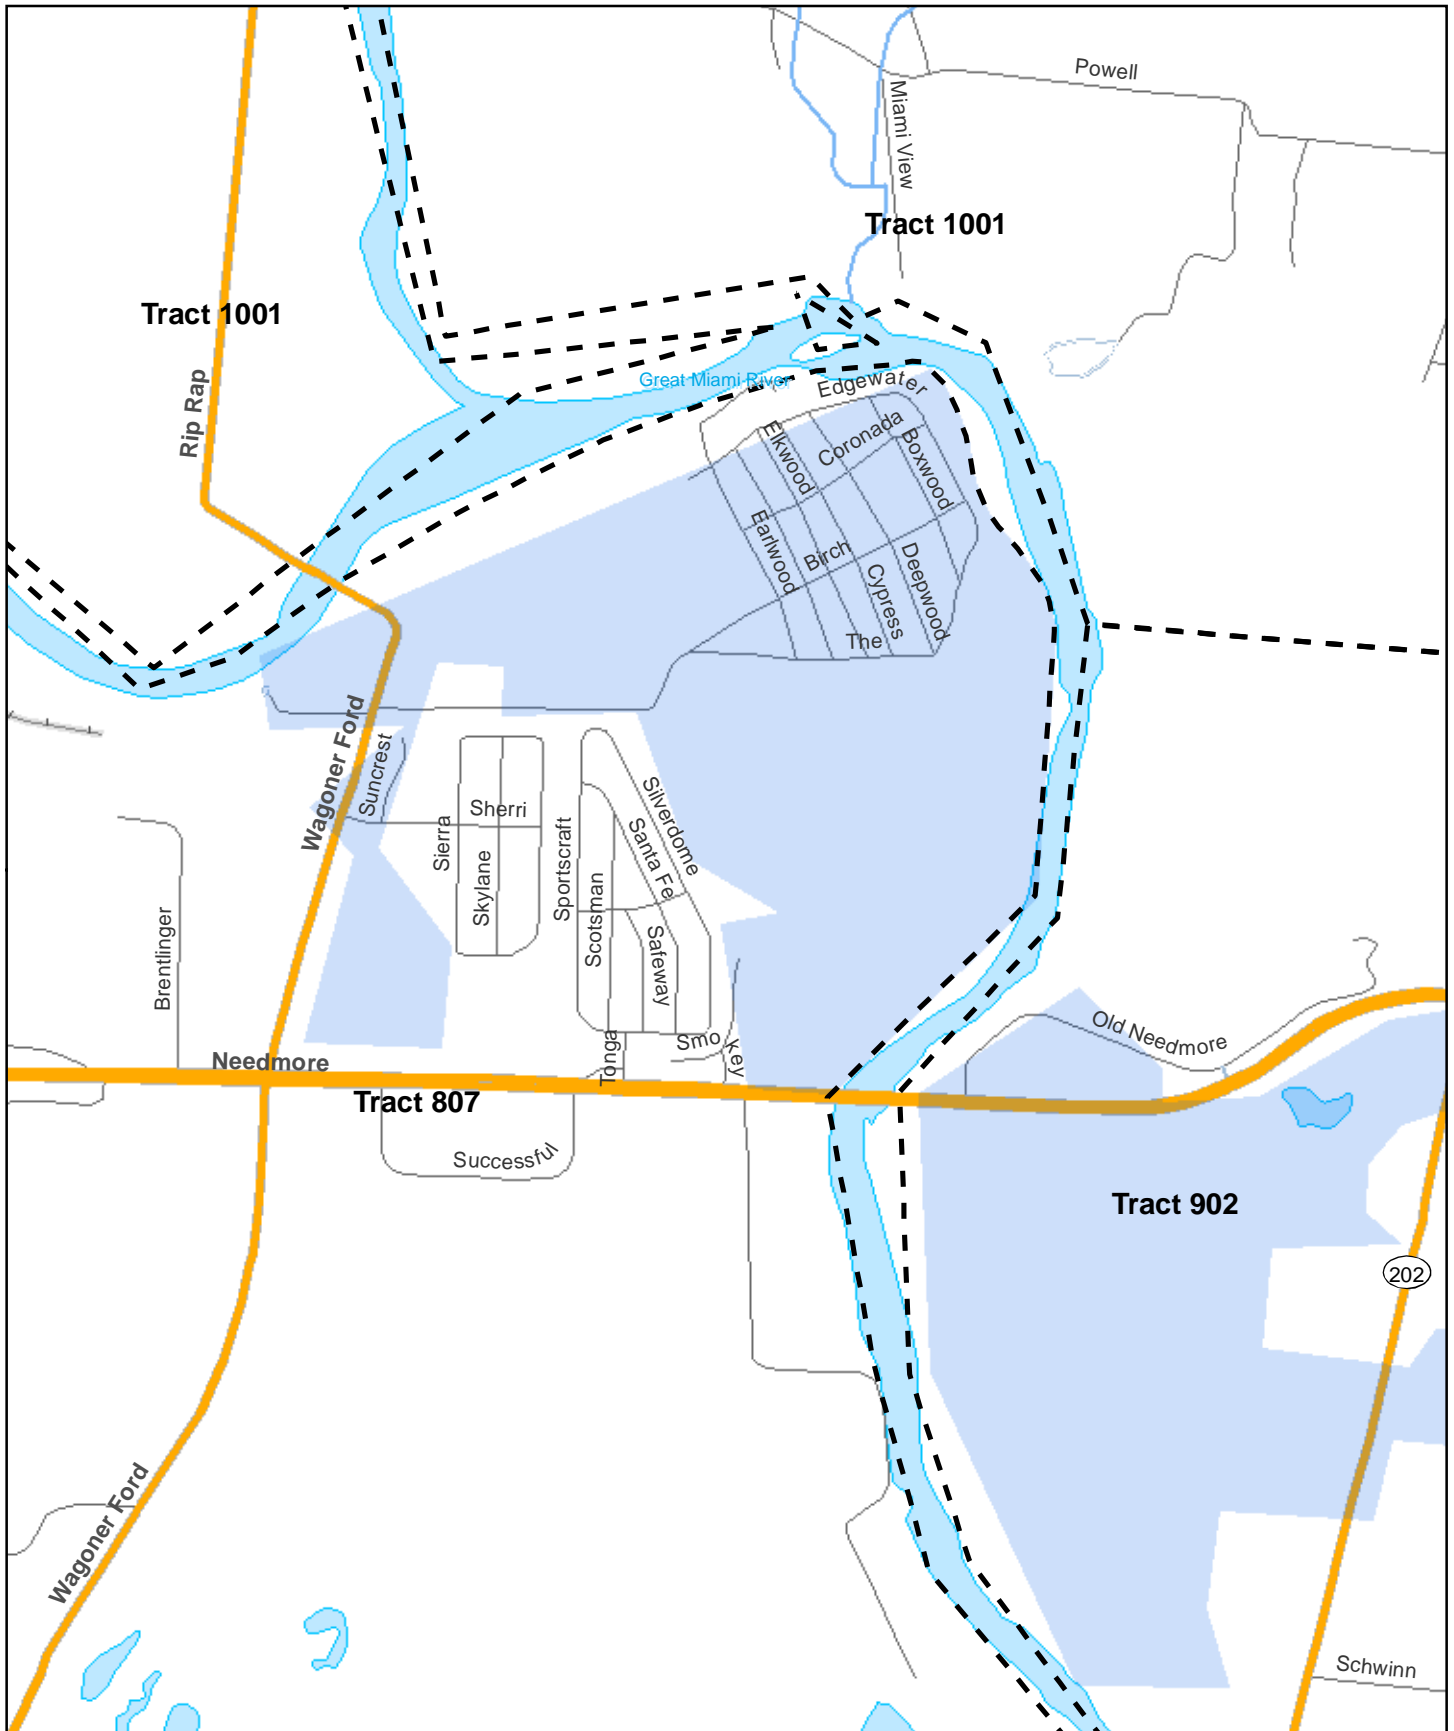 Powell
Miami View
Tract 1001
Tract 1001
Rip Rap
Great Miami River
Edgewater
Elkwood
Coronada
Boxwood
Earlwood
Birch
Cypress
Deepwood
The
Wagoner Ford
Suncrest
Sierra
Sherri
Skylane
Sportscraft
Scotsman
Silverdome
Santa Fe
Safeway
Brentlinger
Tonga
Smokey
Old Needmore
Needmore
Tract 807
Successful
Tract 902
202
Wagoner Ford
Schwinn